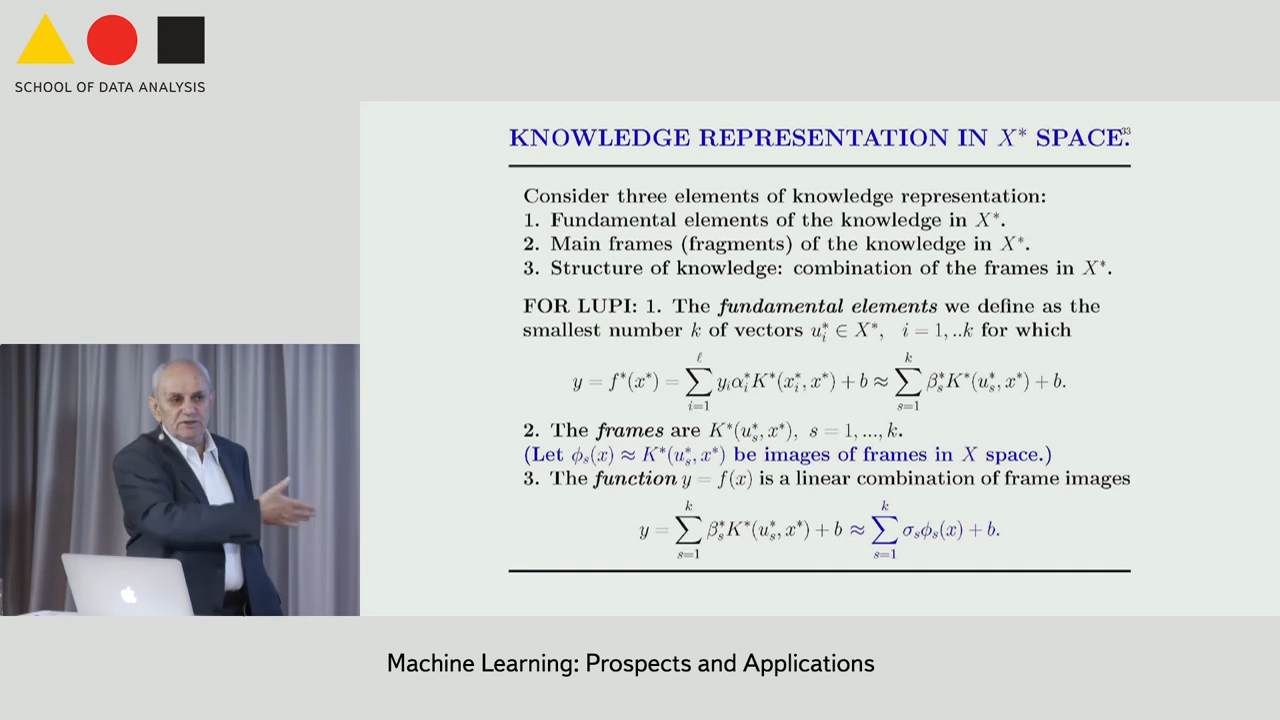 SCHOOL OF DATA ANALYSIS
KNOWLEDGE REPRESENTATION IN X* SPACE.
33
Consider three elements of knowledge representation:
1. Fundamental elements of the knowledge in X*.
2. Main frames (fragments) of the knowledge in X*.
3. Structure of knowledge: combination of the frames in X*.
FOR LUPI: 1. The fundamental elements we define as the
smallest number k of vectors u*_i ∈ X*, i = 1, ..k for which
y = f*(x*) = ∑_{i=1}^{ℓ} y_i α*_i K*(x*_i, x*) + b ≈ ∑_{s=1}^{k} β*_s K*(u*_s, x*) + b.
2. The frames are K*(u*_s, x*), s = 1, ..., k.
(Let ϕ_s(x) ≈ K*(u*_s, x*) be images of frames in X space.)
3. The function y = f(x) is a linear combination of frame images
y = ∑_{s=1}^{k} β*_s K*(u*_s, x*) + b ≈ ∑_{s=1}^{k} σ_s ϕ_s(x) + b.
Machine Learning: Prospects and Applications